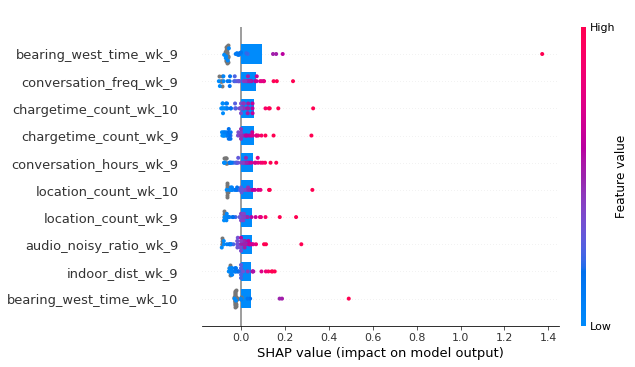 High
bearing_west_time_wk_9
conversation_freq_wk_9
chargetime_count_wk_10
chargetime_count_wk_9
conversation_hours_wk_9
location_count_wk_10
location_count_wk_9
audio_noisy_ratio_wk_9
indoor_dist_wk_9
bearing_west_time_wk_10
Feature value
Low
0.0 0.2 0.4 0.6 0.8 1.0 1.2 1.4
SHAP value (impact on model output)